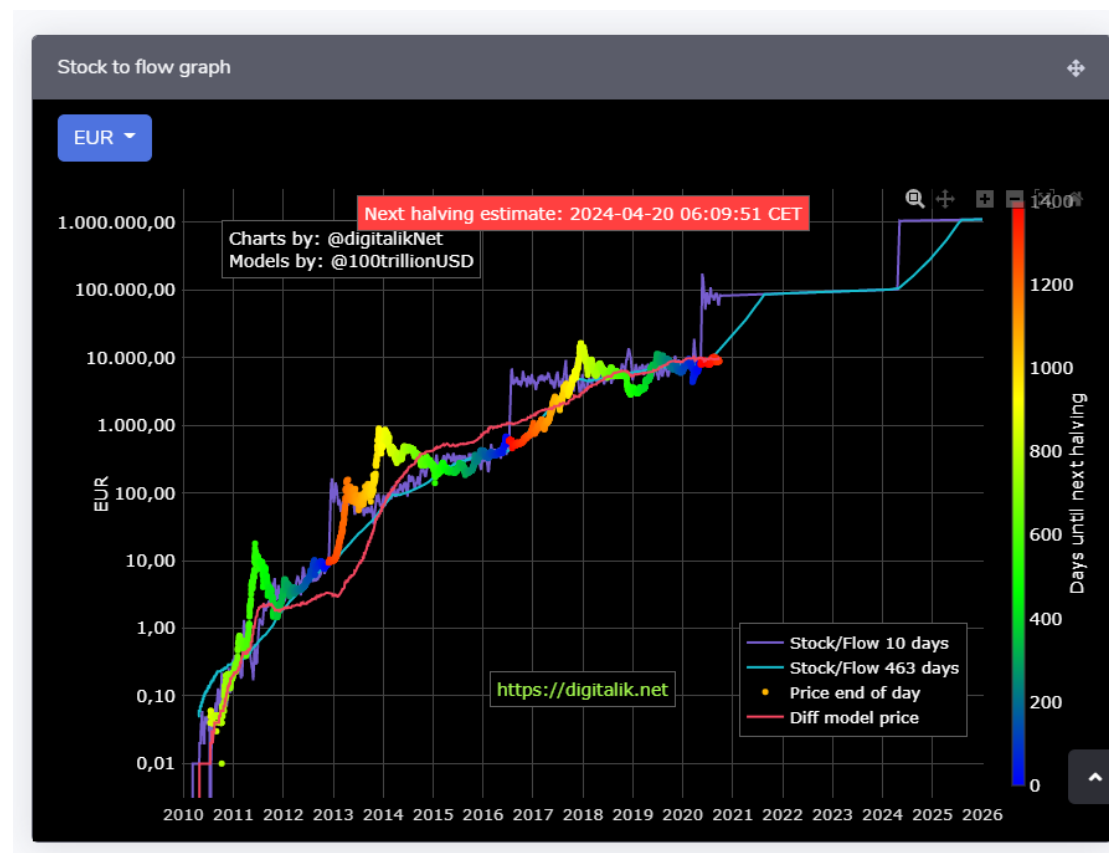 Stock to flow graph
EUR
Next halving estimate: 2024-04-20 06:09:51 CET
Charts by: @digitalikNet
Models by: @100trillionUSD
EUR
1.000.000,00
100.000,00
10.000,00
1.000,00
100,00
10,00
1,00
0,10
0,01
2010 2011 2012 2013 2014 2015 2016 2017 2018 2019 2020 2021 2022 2023 2024 2025 2026
https://digitalik.net
Stock/Flow 10 days
Stock/Flow 463 days
Price end of day
Diff model price
1400
1200
1000
800
600
400
200
0
Days until next halving